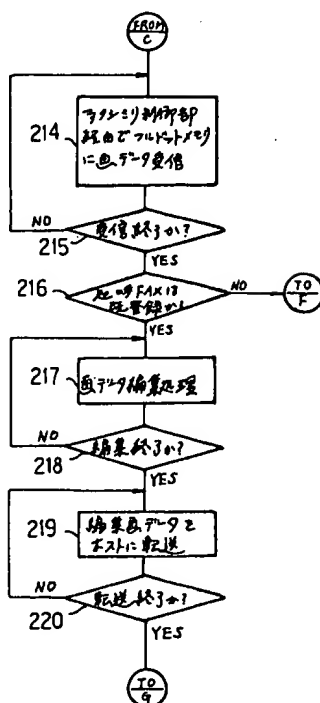 FROM
C
214
ファクシミリ制御部
経由でフルドットメモリ
に画データ受信
NO
215
受信終了か?
YES
216
NO
TO
F
YES
217
画データ編集処理
NO
218
編集終了か?
YES
219
編集画データを
ホストに転送
NO
220
転送終了か?
YES
TO
G